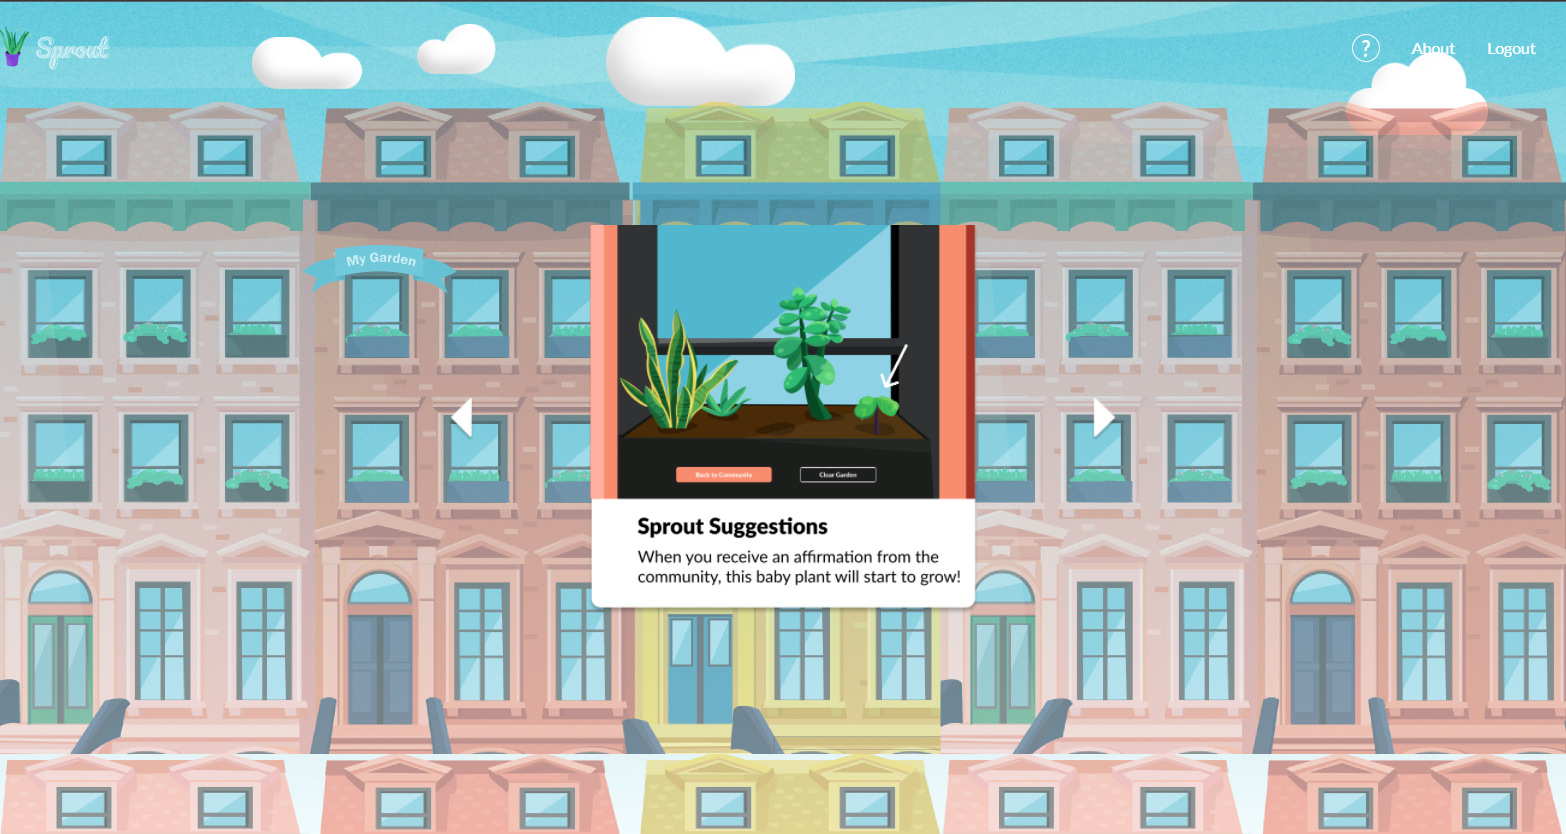 Sprout
?
About
Logout
My Garden
Back to Community
Clear Garden
Sprout Suggestions
When you receive an affirmation from the
community, this baby plant will start to grow!